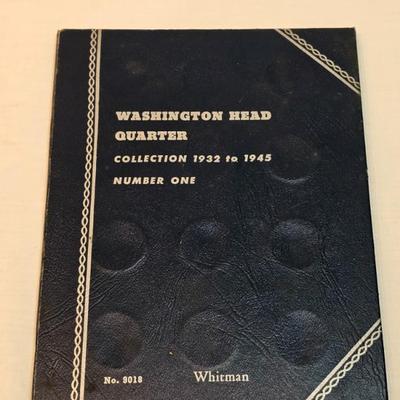 WASHINGTON HEAD
QUARTER
COLLECTION 1932 to 1945
NUMBER ONE
No. 9018
Whitman